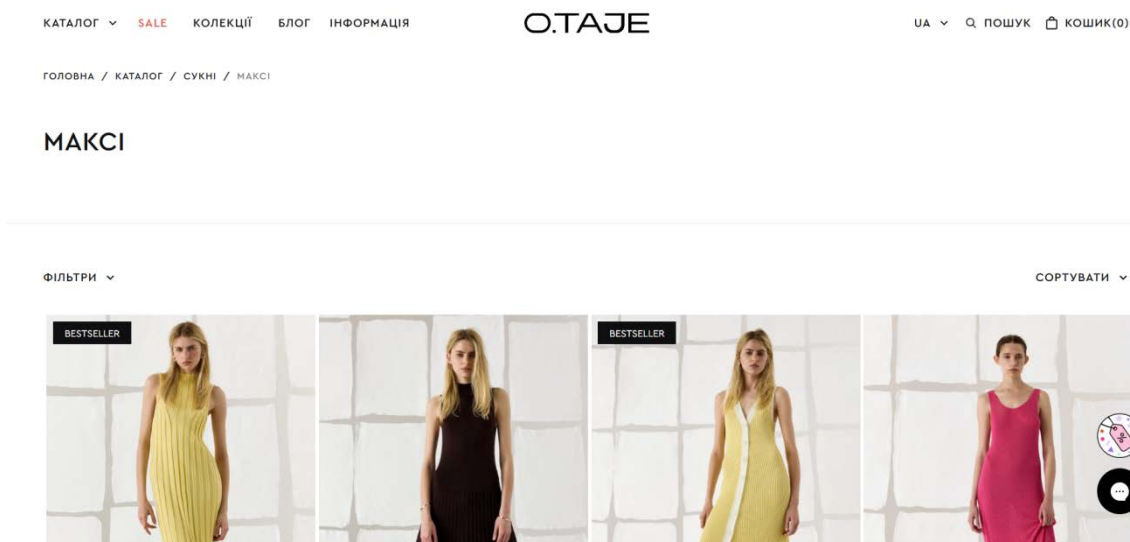 КАТАЛОГ SALE КОЛЕКЦІЇ БЛОГ ІНФОРМАЦІЯ O.TAJE UA ПОШУК КОШИК(0)
ГОЛОВНА / КАТАЛОГ / СУКНІ / МАКСІ
МАКСІ
ФІЛЬТРИ СОРТУВАТИ
BESTSELLER BESTSELLER
%